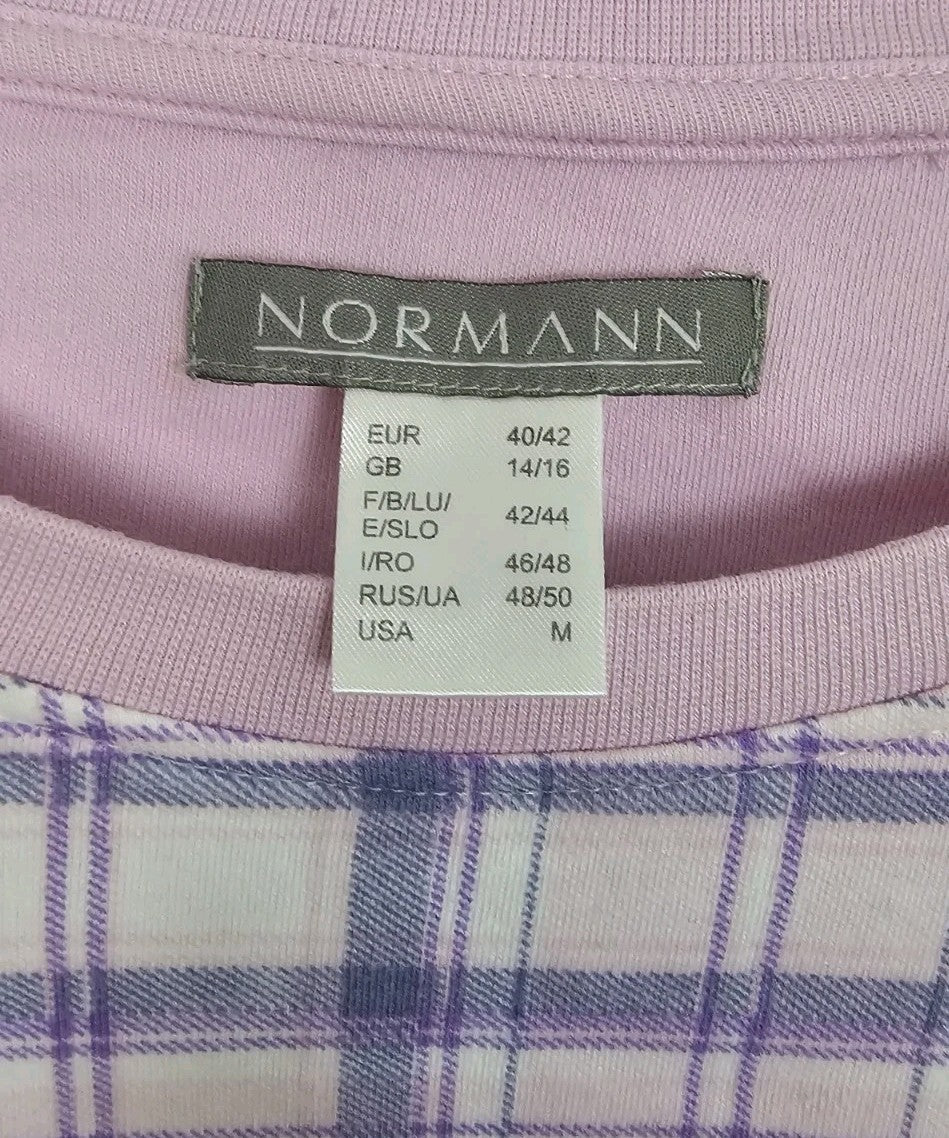 NORMANN
EUR 40/42
GB 14/16
F/B/LU/
E/SLO 42/44
I/RO 46/48
RUS/UA 48/50
USA M